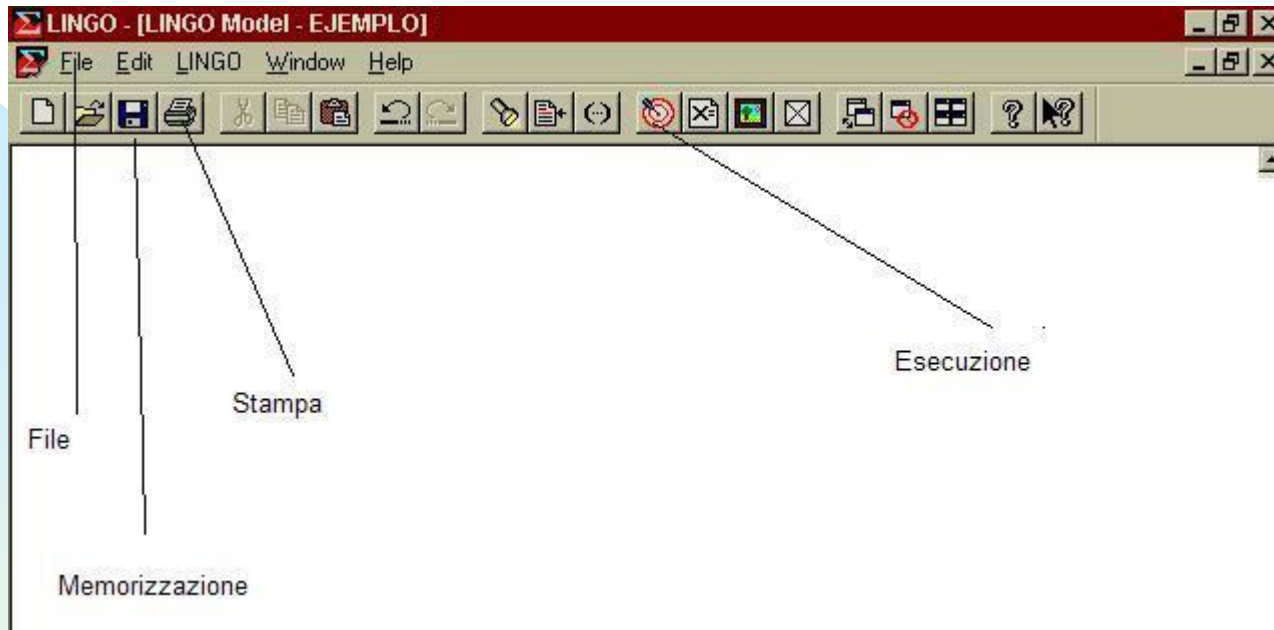 LINGO - [LINGO Model - EJEMPLO]
File Edit LINGO Window Help
Esecuzione
Stampa
File
Memorizzazione